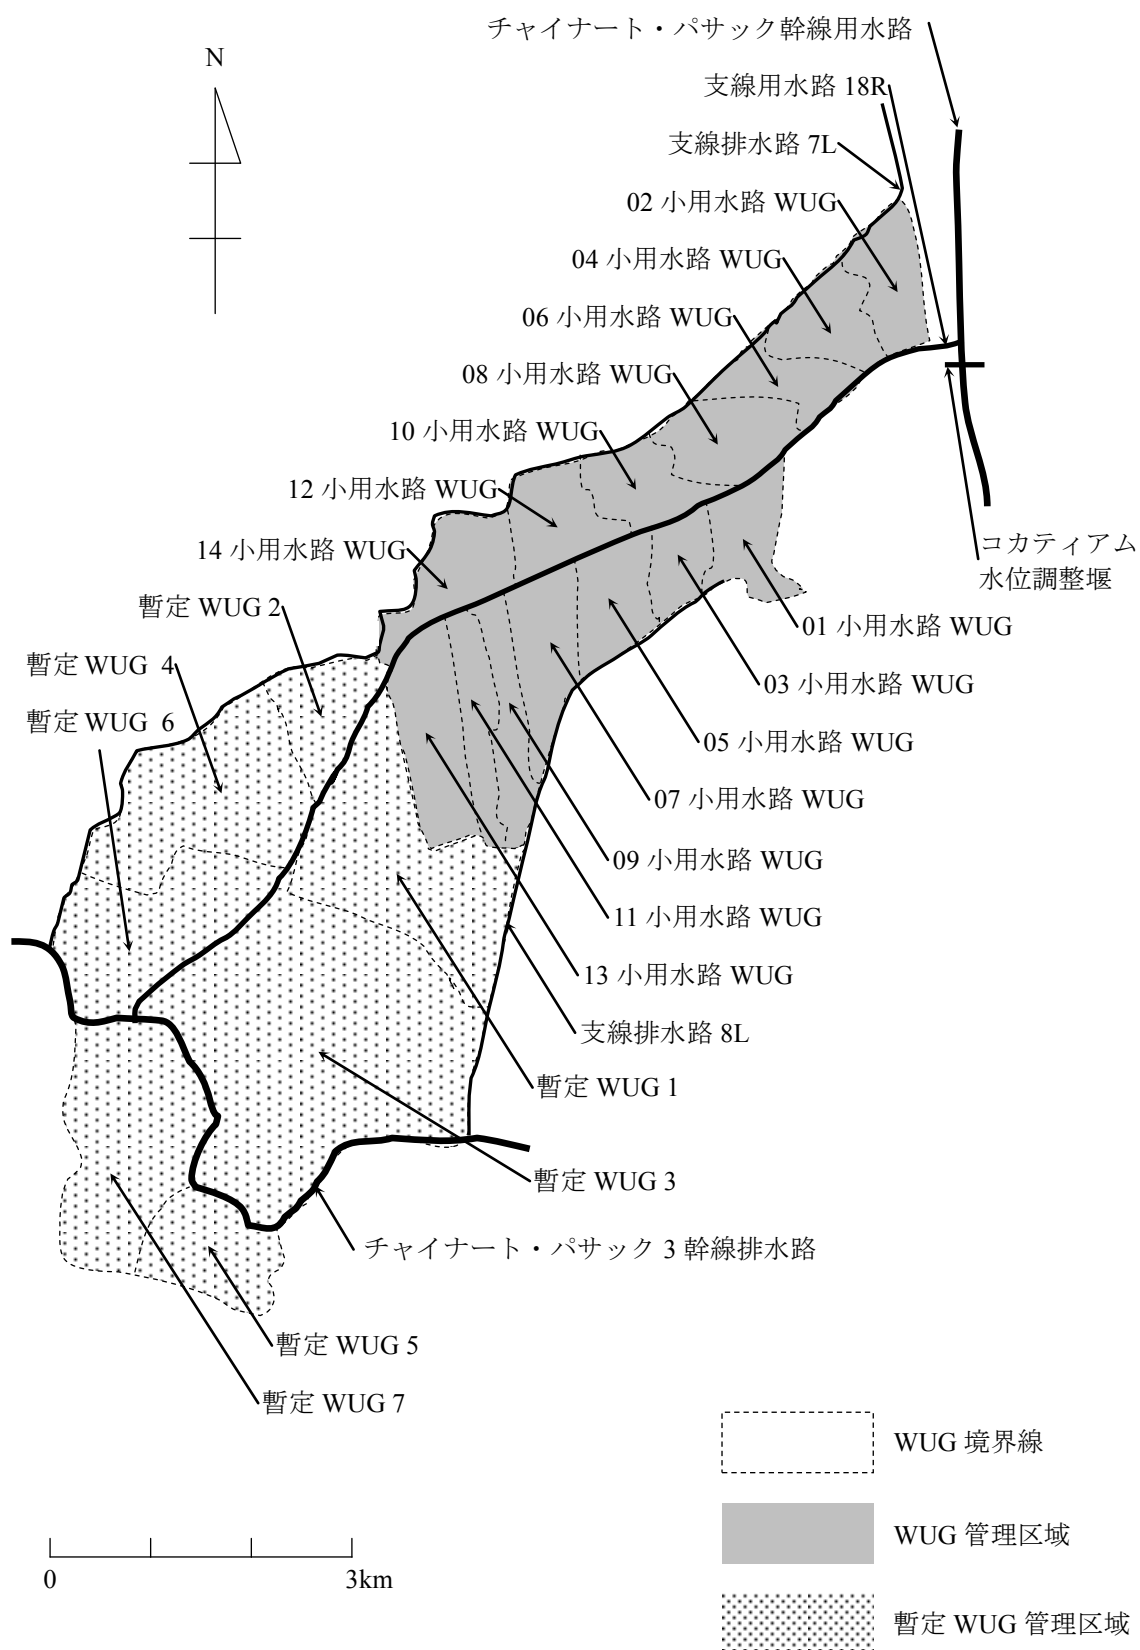 チャイナート・パサック幹線用水路
N
支線用水路 18R
支線排水路 7L
02 小用水路 WUG
04 小用水路 WUG
06 小用水路 WUG
08 小用水路 WUG
10 小用水路 WUG
12 小用水路 WUG
14 小用水路 WUG
コカティアム
水位調整堰
暫定 WUG 2
01 小用水路 WUG
暫定 WUG 4
03 小用水路 WUG
暫定 WUG 6
05 小用水路 WUG
07 小用水路 WUG
09 小用水路 WUG
11 小用水路 WUG
13 小用水路 WUG
支線排水路 8L
暫定 WUG 1
暫定 WUG 3
チャイナート・パサック 3 幹線排水路
暫定 WUG 5
暫定 WUG 7
WUG 境界線
WUG 管理区域
0 3km
暫定 WUG 管理区域